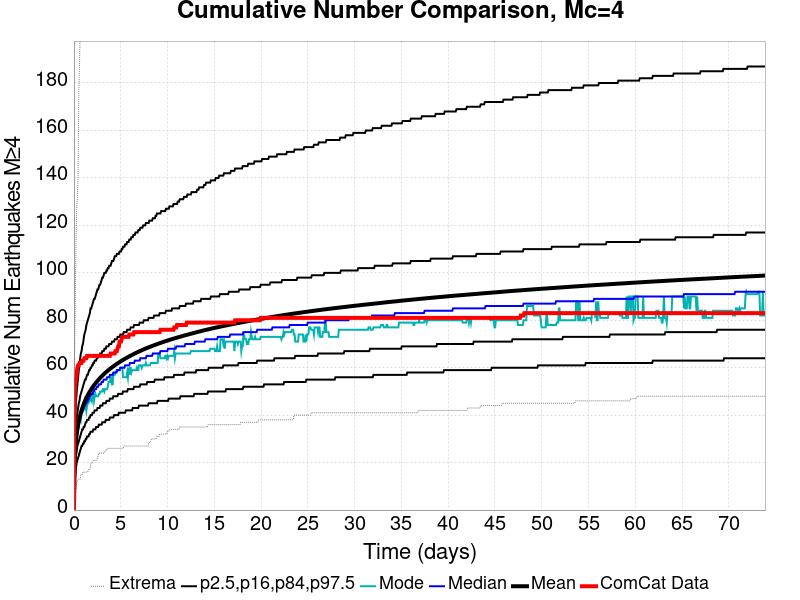 Cumulative Number Comparison, Mc=4
Cumulative Num Earthquakes M≥4
180
160
140
120
100
80
60
40
20
0
0 5 10 15 20 25 30 35 40 45 50 55 60 65 70
Time (days)
Extrema p2.5,p16,p84,p97.5 Mode Median Mean ComCat Data